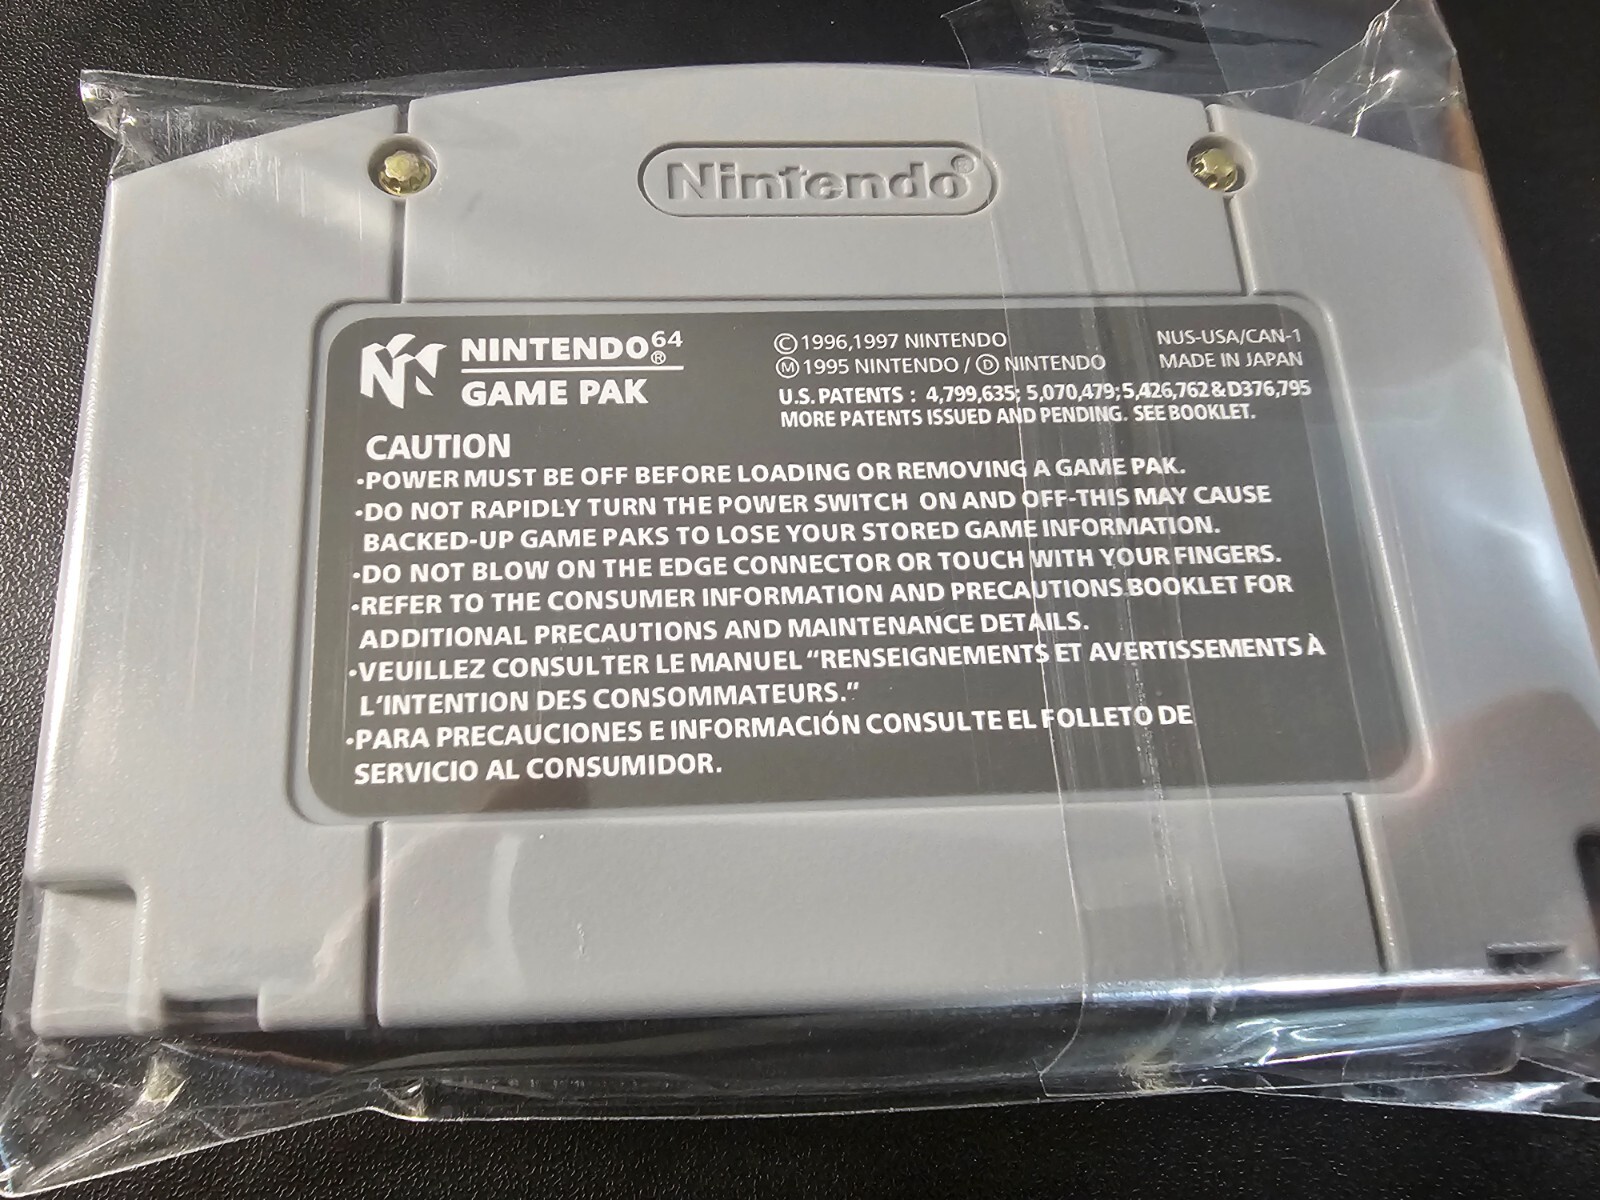 Nintendo®
NINTENDO64®
GAME PAK
©1996,1997 NINTENDO
Ⓜ1995 NINTENDO / Ⓓ NINTENDO
NUS-USA/CAN-1
MADE IN JAPAN
U.S. PATENTS : 4,799,635; 5,070,479; 5,426,762 & D376,795
MORE PATENTS ISSUED AND PENDING. SEE BOOKLET.
CAUTION
•POWER MUST BE OFF BEFORE LOADING OR REMOVING A GAME PAK.
•DO NOT RAPIDLY TURN THE POWER SWITCH ON AND OFF-THIS MAY CAUSE
BACKED-UP GAME PAKS TO LOSE YOUR STORED GAME INFORMATION.
•DO NOT BLOW ON THE EDGE CONNECTOR OR TOUCH WITH YOUR FINGERS.
•REFER TO THE CONSUMER INFORMATION AND PRECAUTIONS BOOKLET FOR
ADDITIONAL PRECAUTIONS AND MAINTENANCE DETAILS.
•VEUILLEZ CONSULTER LE MANUEL “RENSEIGNEMENTS ET AVERTISSEMENTS À
L'INTENTION DES CONSOMMATEURS.”
•PARA PRECAUCIONES E INFORMACIÓN CONSULTE EL FOLLETO DE
SERVICIO AL CONSUMIDOR.